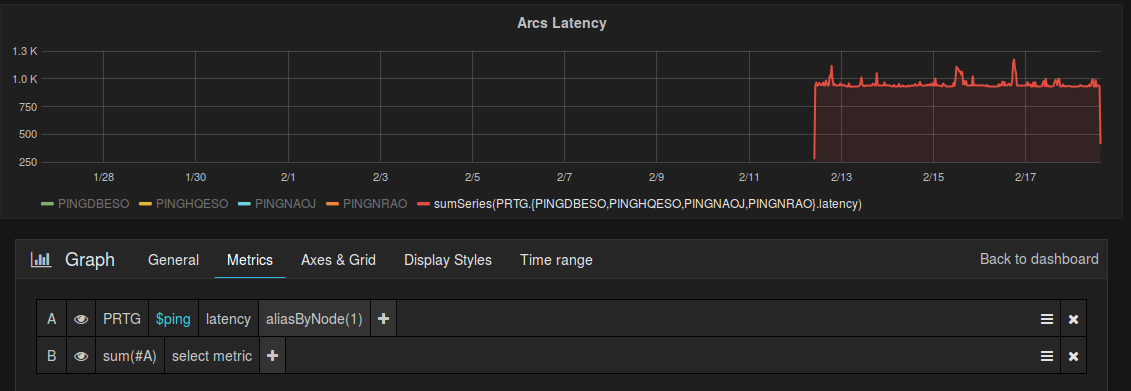 Arcs Latency
1.3 K
1.0 K
750
500
250
1/28 1/30 2/1 2/3 2/5 2/7 2/9 2/11 2/13 2/15 2/17
PINGDBESO PINGHQESO PINGNAOJ PINGNRAO sumSeries(PRTG.{PINGDBESO,PINGHQESO,PINGNAOJ,PINGNRAO}.latency)
Graph General Metrics Axes & Grid Display Styles Time range Back to dashboard
A PRTG $ping latency aliasByNode(1) +
B sum(#A) select metric +